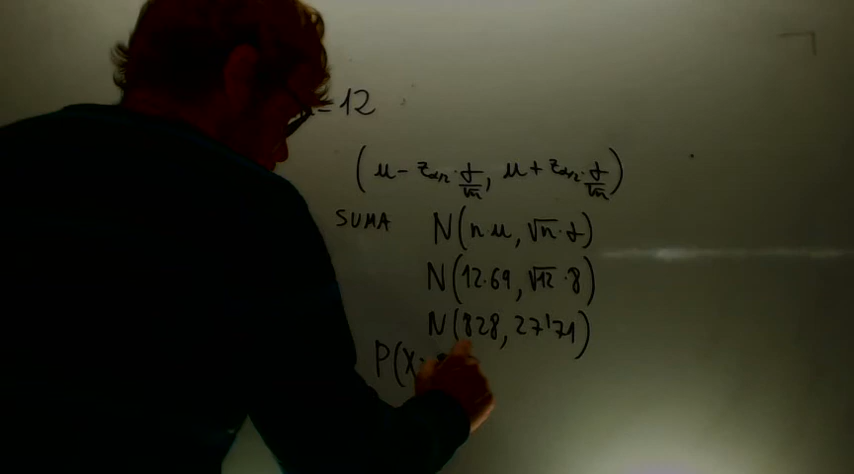 =12
(μ - z_{α/2} · σ/√n, μ + z_{α/2} · σ/√n)
SUMA N(n·μ, √n·σ)
N(12·69, √12·8)
N(828, 27'71)
P(X